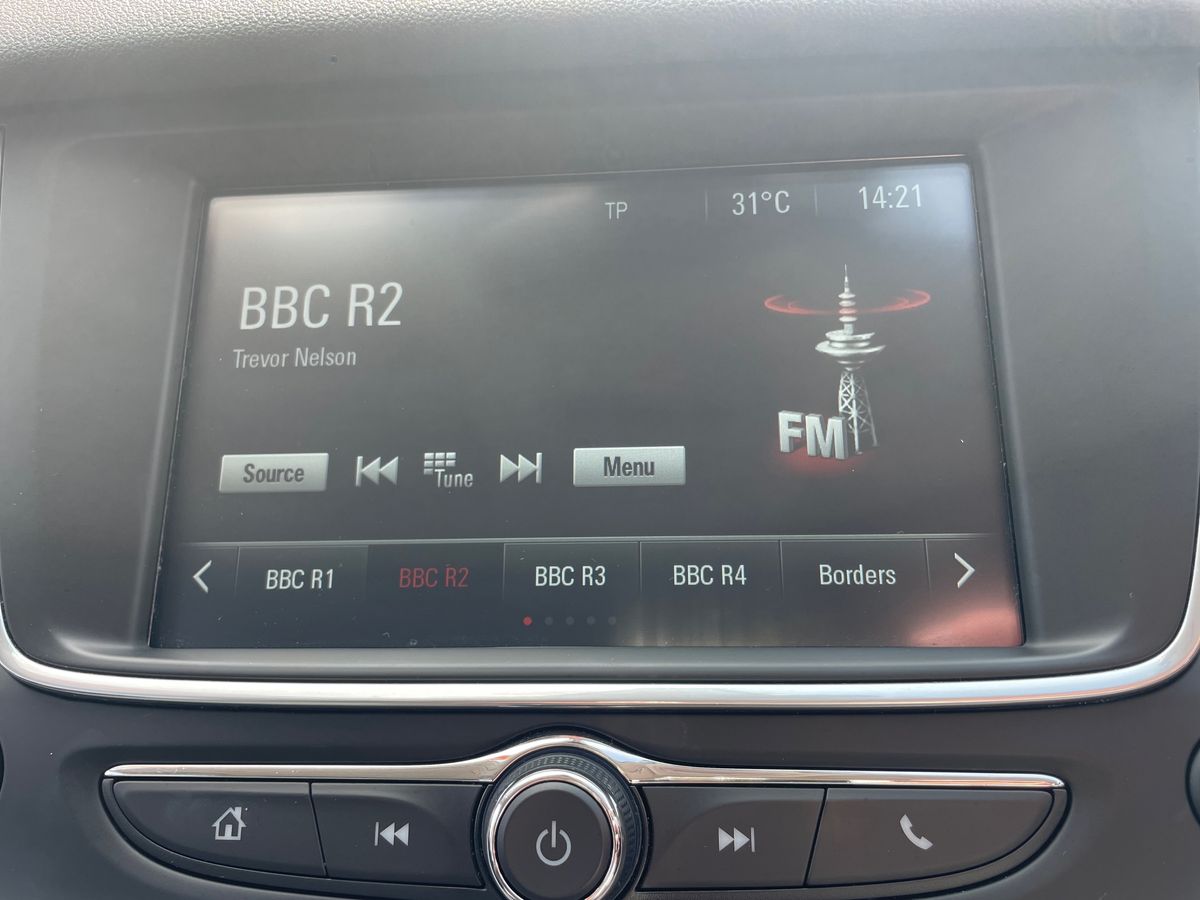 TP 31°C 14:21
BBC R2
Trevor Nelson
FM
Source Tune Menu
BBC R1 BBC R2 BBC R3 BBC R4 Borders